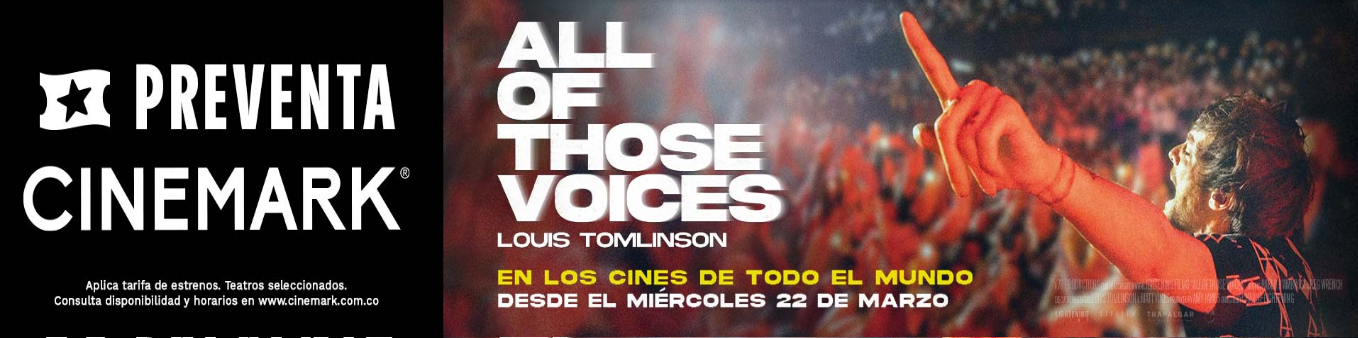 PREVENTA
CINEMARK®
Aplica tarifa de estrenos. Teatros seleccionados.
Consulta disponibilidad y horarios en www.cinemark.com.co
ALL
OF
THOSE
VOICES
LOUIS TOMLINSON
EN LOS CINES DE TODO EL MUNDO
DESDE EL MIÉRCOLES 22 DE MARZO
TRAFALGAR